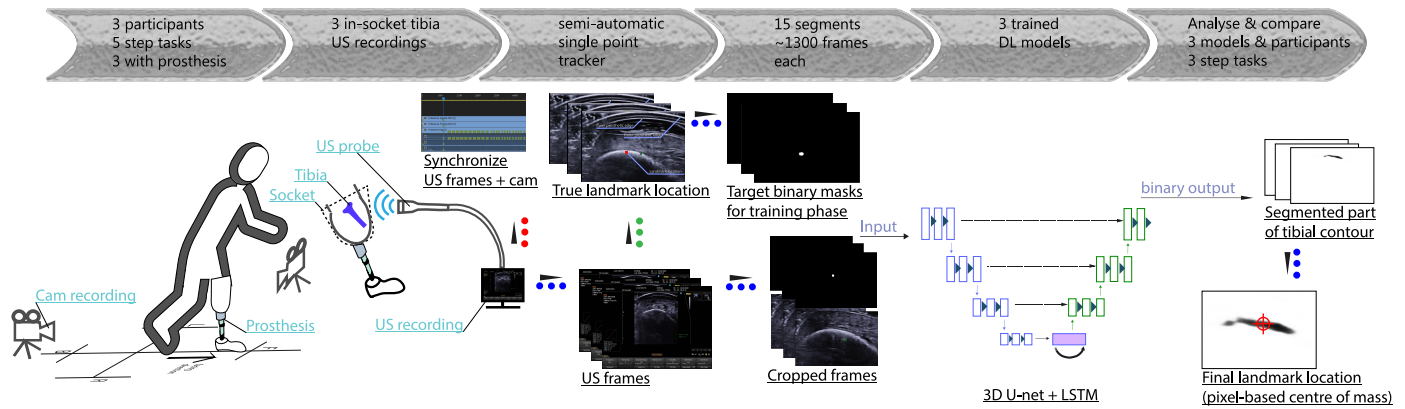 3 participants
5 step tasks
3 with prosthesis
3 in-socket tibia
US recordings
semi-automatic
single point
tracker
15 segments
~1300 frames
each
3 trained
DL models
Analyse & compare
3 models & participants
3 step tasks
US probe
Tibia
Socket
Synchronize
US frames + cam
True landmark location
Target binary masks
for training phase
Input
binary output
Segmented part
of tibial contour
Cam recording
Prosthesis
US recording
US frames
Cropped frames
3D U-net + LSTM
Final landmark location
(pixel-based centre of mass)